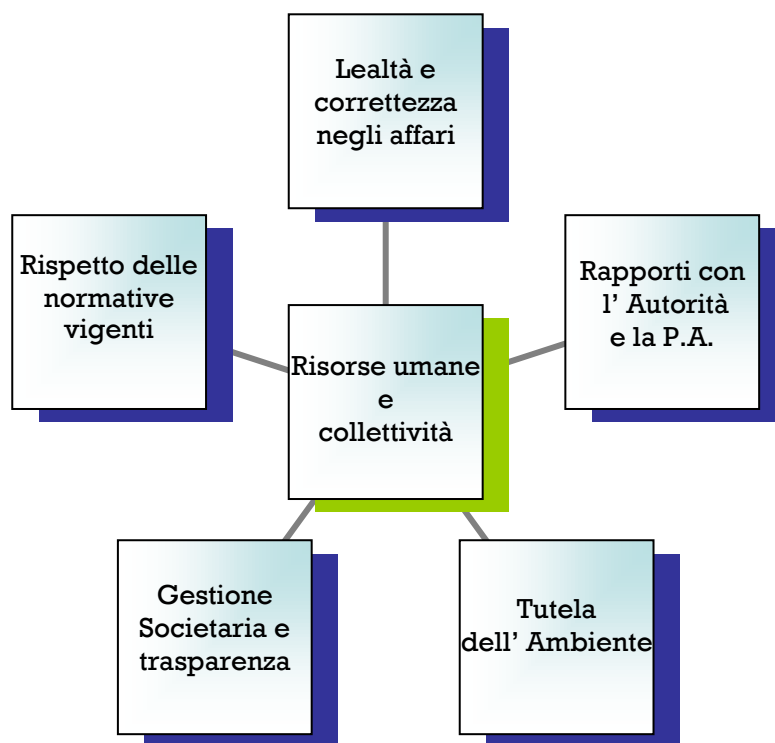 Lealtà e
correttezza
negli affari
Rispetto delle
normative
vigenti
Rapporti con
l' Autorità
e la P.A.
Risorse umane
e
collettività
Gestione
Societaria e
trasparenza
Tutela
dell' Ambiente